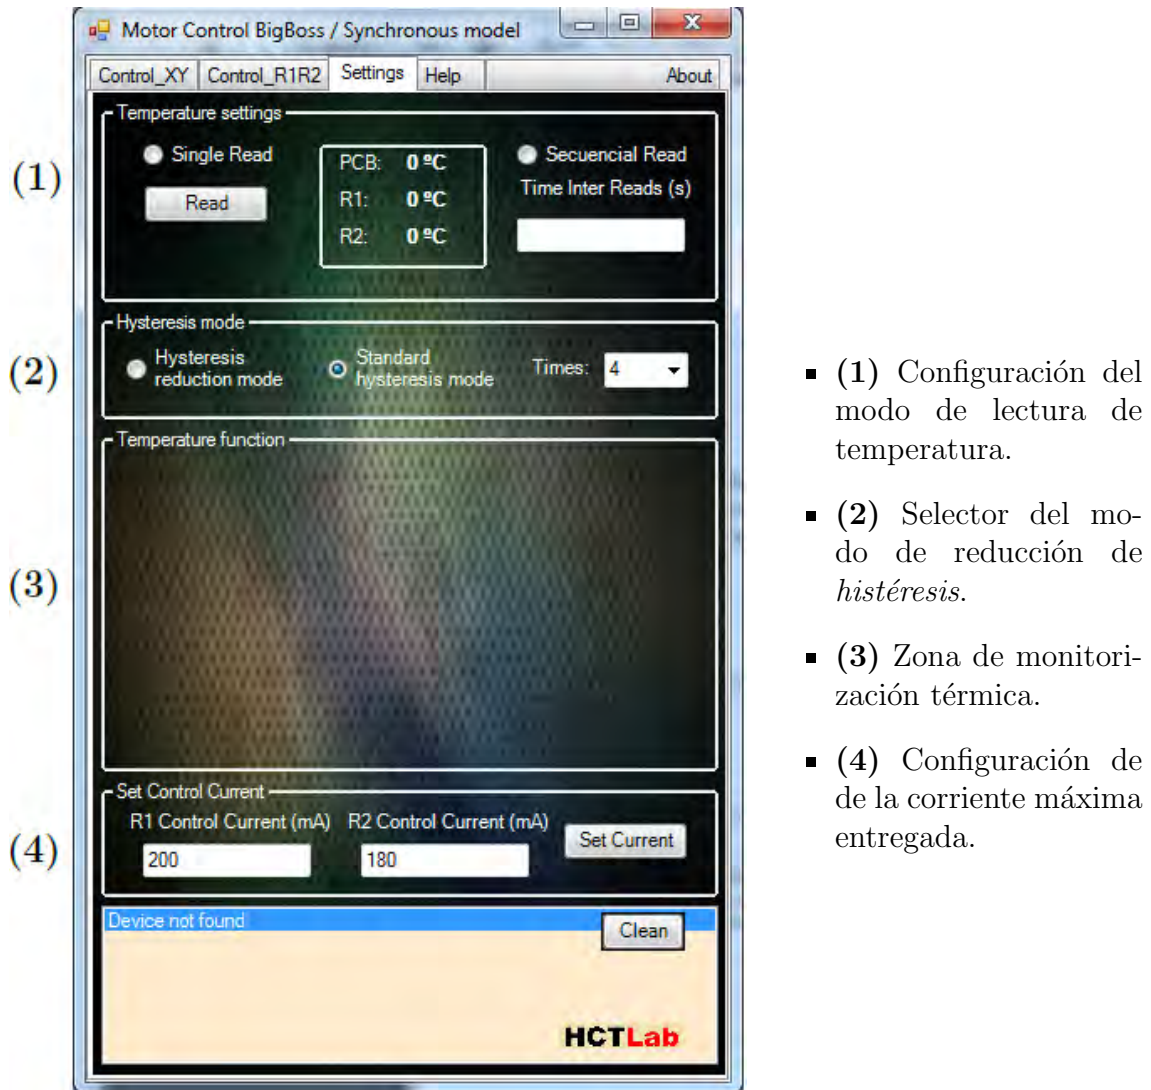 Motor Control BigBoss / Synchronous model
Control_XY Control_R1R2 Settings Help About
Temperature settings
(1)
Single Read
Read
PCB: 0 ºC
R1: 0 ºC
R2: 0 ºC
Secuencial Read
Time Inter Reads (s)
Hysteresis mode
(2)
Hysteresis
reduction mode
Standard
hysteresis mode
Times: 4
Temperature function
(3)
Set Control Current
(4)
R1 Control Current (mA)
200
R2 Control Current (mA)
180
Set Current
Device not found
Clean
HCTLab
▪ (1) Configuración del
modo de lectura de
temperatura.
▪ (2) Selector del mo-
do de reducción de
histéresis.
▪ (3) Zona de monitori-
zación térmica.
▪ (4) Configuración de
de la corriente máxima
entregada.